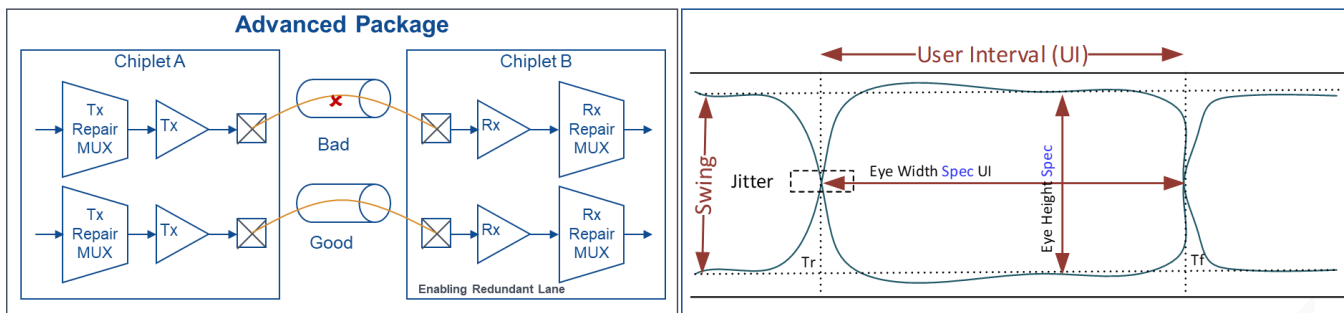 Advanced Package
Chiplet A
Chiplet B
Tx
Repair
MUX
Tx
Bad
Rx
Rx
Repair
MUX
Tx
Repair
MUX
Tx
Good
Rx
Rx
Repair
MUX
Enabling Redundant Lane
User Interval (UI)
Swing
Jitter
Eye Width Spec UI
Eye Height Spec
Tr
Tf